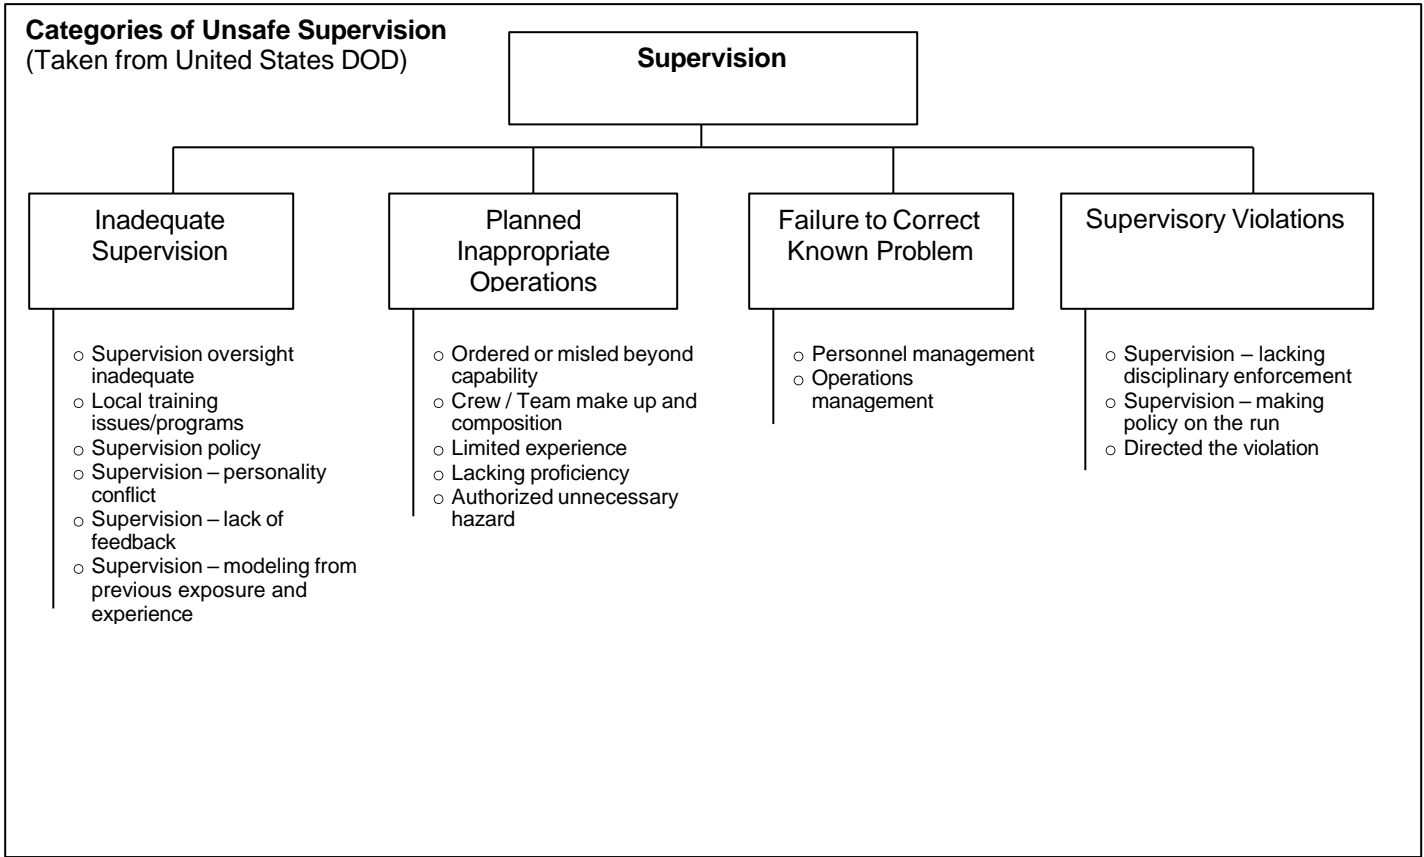 Categories of Unsafe Supervision
(Taken from United States DOD)
Supervision
Inadequate
Supervision
○ Supervision oversight
inadequate
○ Local training
issues/programs
○ Supervision policy
○ Supervision – personality
conflict
○ Supervision – lack of
feedback
○ Supervision – modeling from
previous exposure and
experience
Planned
Inappropriate
Operations
○ Ordered or misled beyond
capability
○ Crew / Team make up and
composition
○ Limited experience
○ Lacking proficiency
○ Authorized unnecessary
hazard
Failure to Correct
Known Problem
○ Personnel management
○ Operations
management
Supervisory Violations
○ Supervision – lacking
disciplinary enforcement
○ Supervision – making
policy on the run
○ Directed the violation